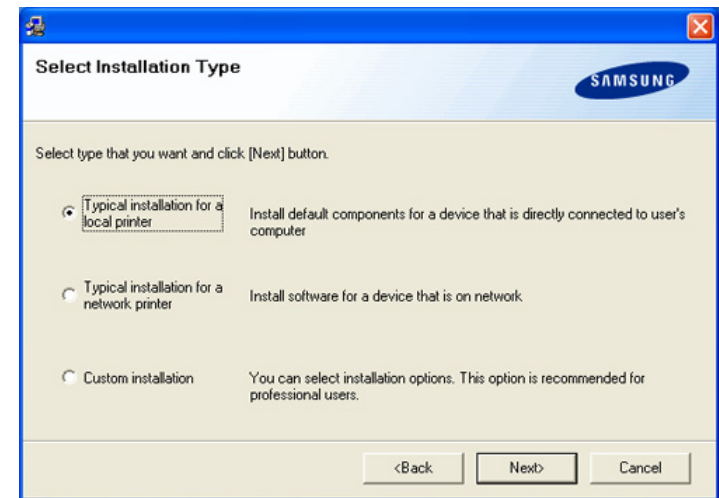 Select Installation Type
SAMSUNG
Select type that you want and click [Next] button.
Typical installation for a
local printer
Install default components for a device that is directly connected to user's
computer
Typical installation for a
network printer
Install software for a device that is on network
Custom installation
You can select installation options. This option is recommended for
professional users.
<Back
Next>
Cancel